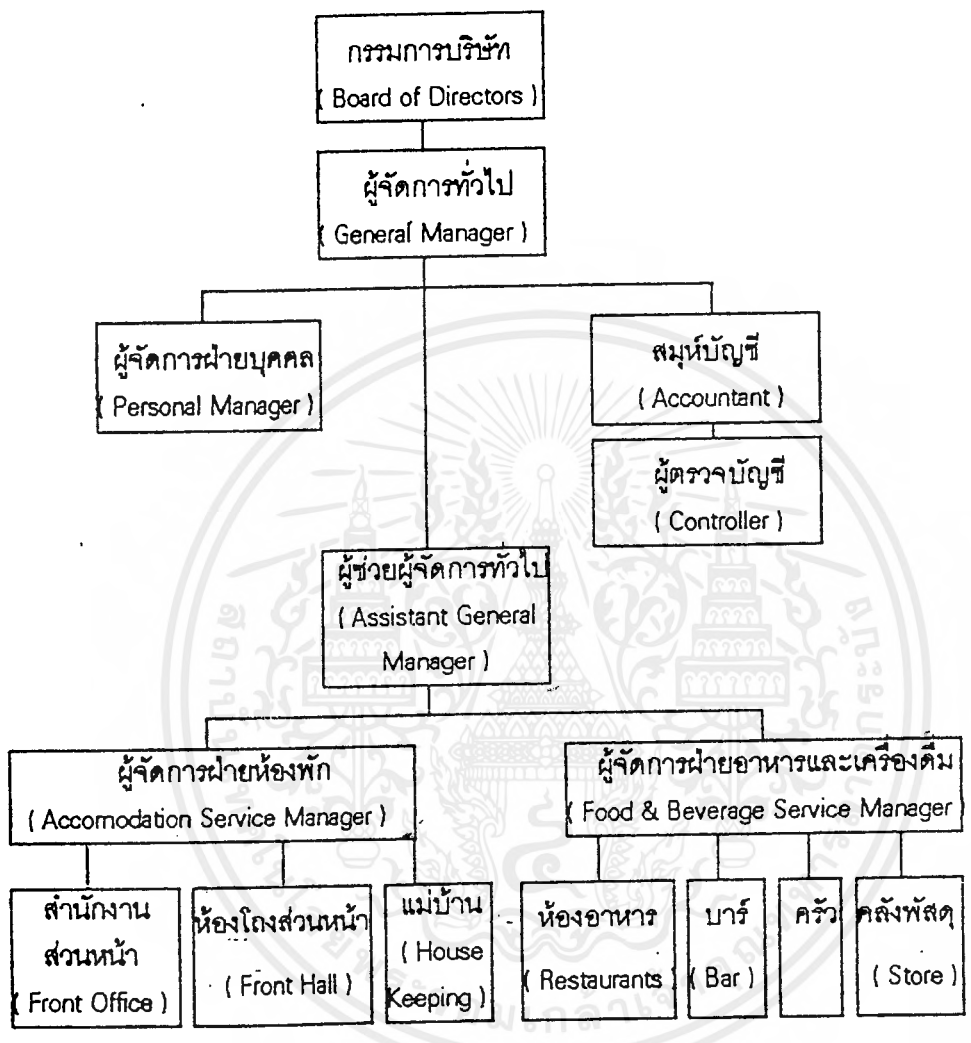 กรรมการบริษัท
( Board of Directors )
ผู้จัดการทั่วไป
( General Manager )
ผู้จัดการฝ่ายบุคคล
( Personal Manager )
สมุห์บัญชี
( Accountant )
ผู้ตรวจบัญชี
( Controller )
ผู้ช่วยผู้จัดการทั่วไป
( Assistant General
Manager )
ผู้จัดการฝ่ายห้องพัก
( Accomodation Service Manager )
ผู้จัดการฝ่ายอาหารและเครื่องดื่ม
( Food & Beverage Service Manager
สำนักงาน
ส่วนหน้า
( Front Office )
ห้องโถงส่วนหน้า
( Front Hall )
แม่บ้าน
( House
Keeping )
ห้องอาหาร
( Restaurants )
บาร์
( Bar )
ครัว
คลังพัสดุ
( Store )